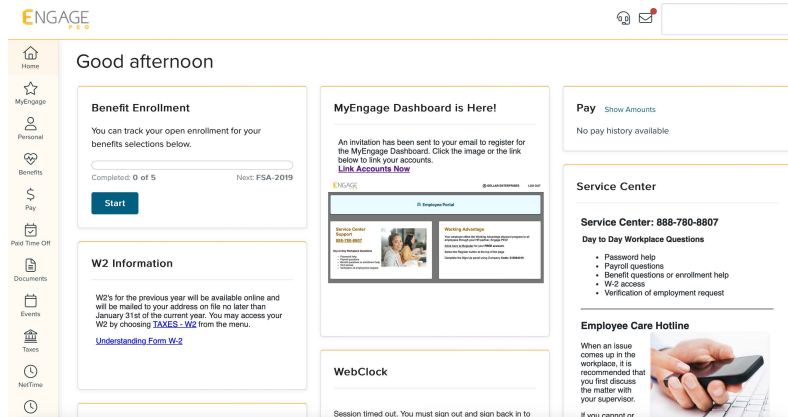 ENGAGE
PEO
Home
MyEngage
Personal
Benefits
Pay
Paid Time Off
Documents
Events
Taxes
NetTime
Good afternoon
Benefit Enrollment
You can track your open enrollment for your
benefits selections below.
Completed: 0 of 5 Next: FSA-2019
Start
W2 Information
W2's for the previous year will be available online and
will be mailed to your address on file no later than
January 31st of the current year. You may access your
W2 by choosing TAXES - W2 from the menu.
Understanding Form W-2
MyEngage Dashboard is Here!
An invitation has been sent to your email to register for
the MyEngage Dashboard. Click the image or the link
below to link your accounts.
Link Accounts Now
ENGAGE
LOG OUT
Employee Portal
Service Center
Support
888-780-8807
Working Advantage
WebClock
Session timed out. You must sign out and sign back in to
Pay Show Amounts
No pay history available
Service Center
Service Center: 888-780-8807
Day to Day Workplace Questions
• Password help
• Payroll questions
• Benefit questions or enrollment help
• W-2 access
• Verification of employment request
Employee Care Hotline
When an issue
comes up in the
workplace, it is
recommended that
you first discuss
the matter with
your supervisor.
If you cannot or